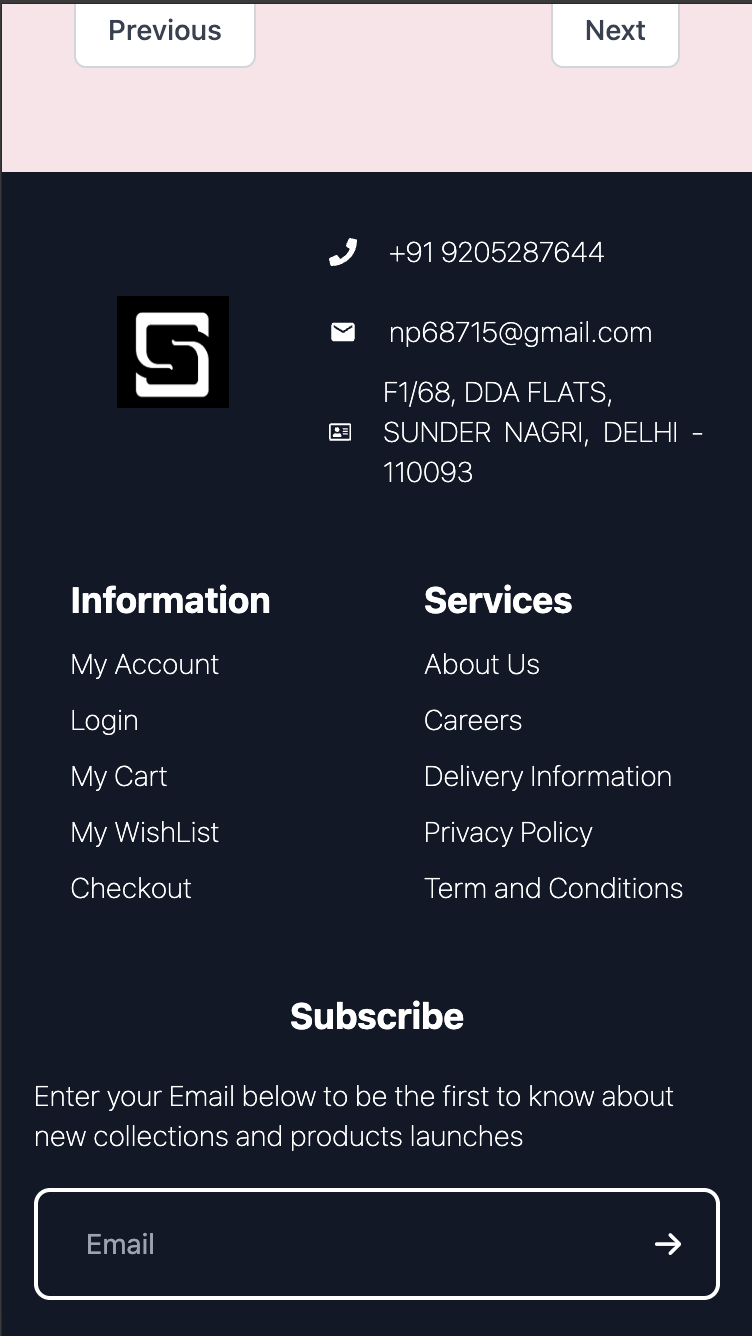 Previous
Next
+91 9205287644
np68715@gmail.com
F1/68, DDA FLATS,
SUNDER NAGRI, DELHI -
110093
Information
My Account
Login
My Cart
My WishList
Checkout
Services
About Us
Careers
Delivery Information
Privacy Policy
Term and Conditions
Subscribe
Enter your Email below to be the first to know about
new collections and products launches
Email